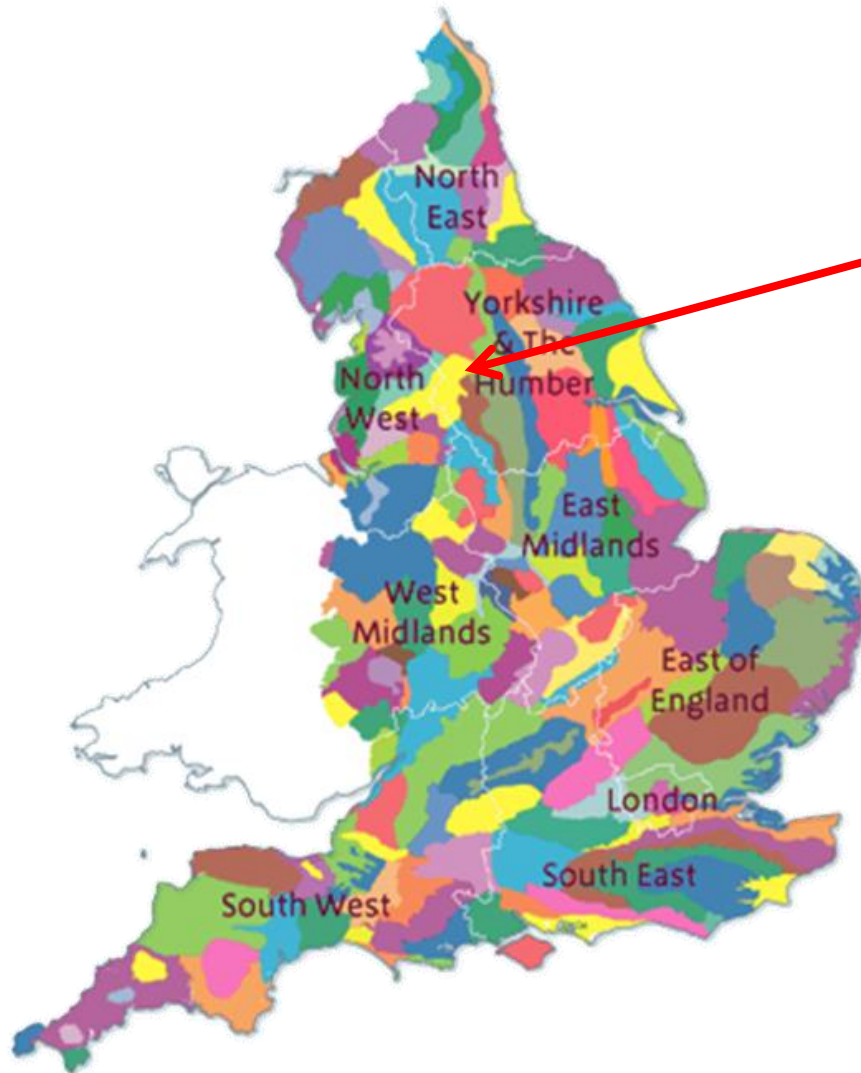 North
East
Yorkshire
& The
Humber
North
West
East
Midlands
West
Midlands
East of
England
London
South East
South West